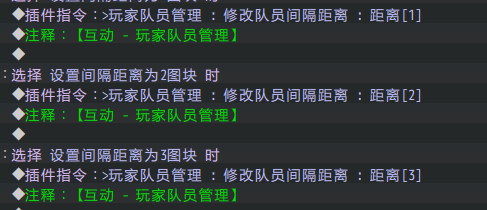 ◆插件指令：>玩家队员管理 : 修改队员间隔距离 : 距离[1]
◆注释：【互动 - 玩家队员管理】
◆
：选择 设置间隔距离为2图块 时
◆插件指令：>玩家队员管理 : 修改队员间隔距离 : 距离[2]
◆注释：【互动 - 玩家队员管理】
◆
：选择 设置间隔距离为3图块 时
◆插件指令：>玩家队员管理 : 修改队员间隔距离 : 距离[3]
◆注释：【互动 - 玩家队员管理】